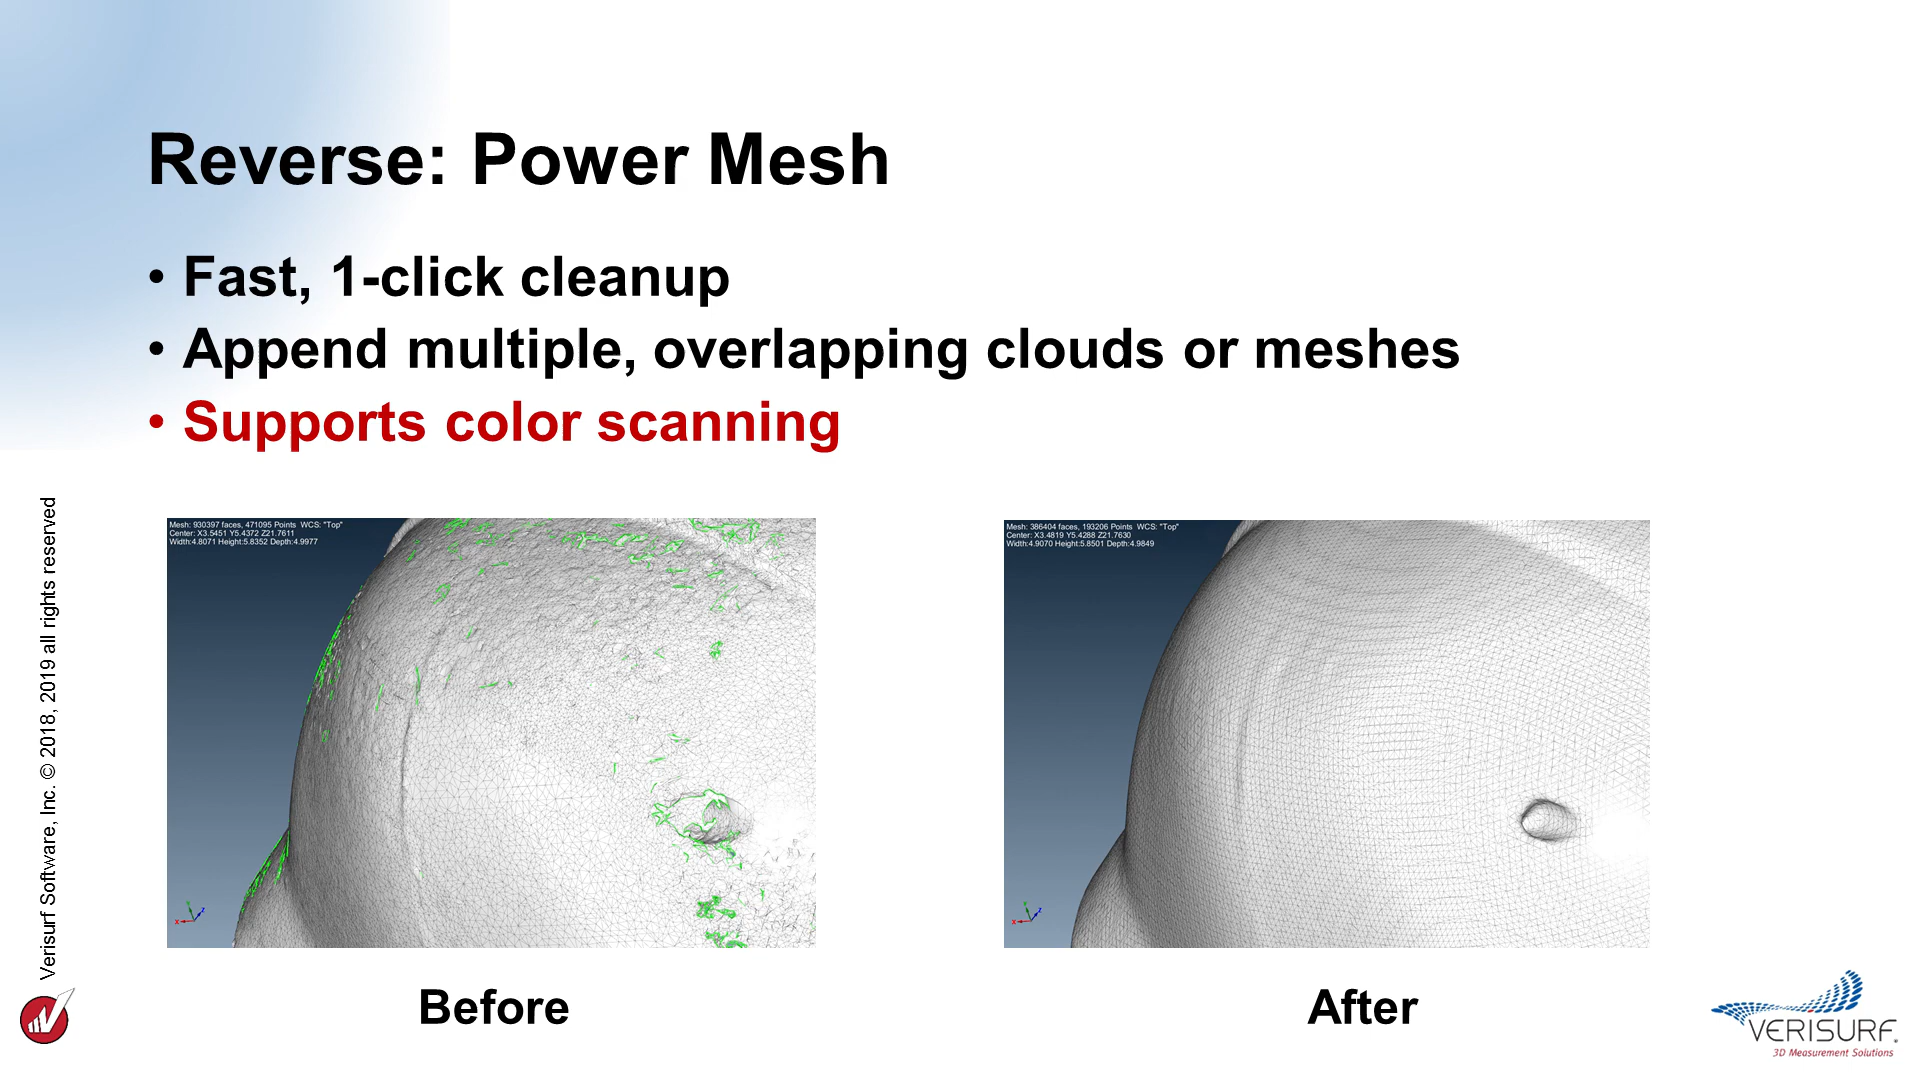 Reverse: Power Mesh
• Fast, 1-click cleanup
• Append multiple, overlapping clouds or meshes
• Supports color scanning
Verisurf Software, Inc. © 2018, 2019 all rights reserved
Mesh: 930397 faces, 471095 Points WCS: "Top"
Center: X3.5451 Y5.4372 Z21.7611
Width:4.8071 Height:5.8352 Depth:4.9977
X
Z
Mesh: 386404 faces, 193206 Points WCS: "Top"
Center: X3.4819 Y5.4288 Z21.7630
Width:4.9070 Height:5.8501 Depth:4.9849
X
Z
Before
After
VERISURF®
3D Measurement Solutions